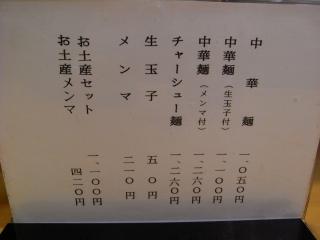 中華麺 一、〇五〇円
中華麺（生玉子付） 一、一〇〇円
中華麺（メンマ付） 一、二六〇円
チャーシュー麺 一、二六〇円
生玉子 五〇円
メンマ 二一〇円
お土産セット 一、一〇〇円
お土産メンマ 四二〇円